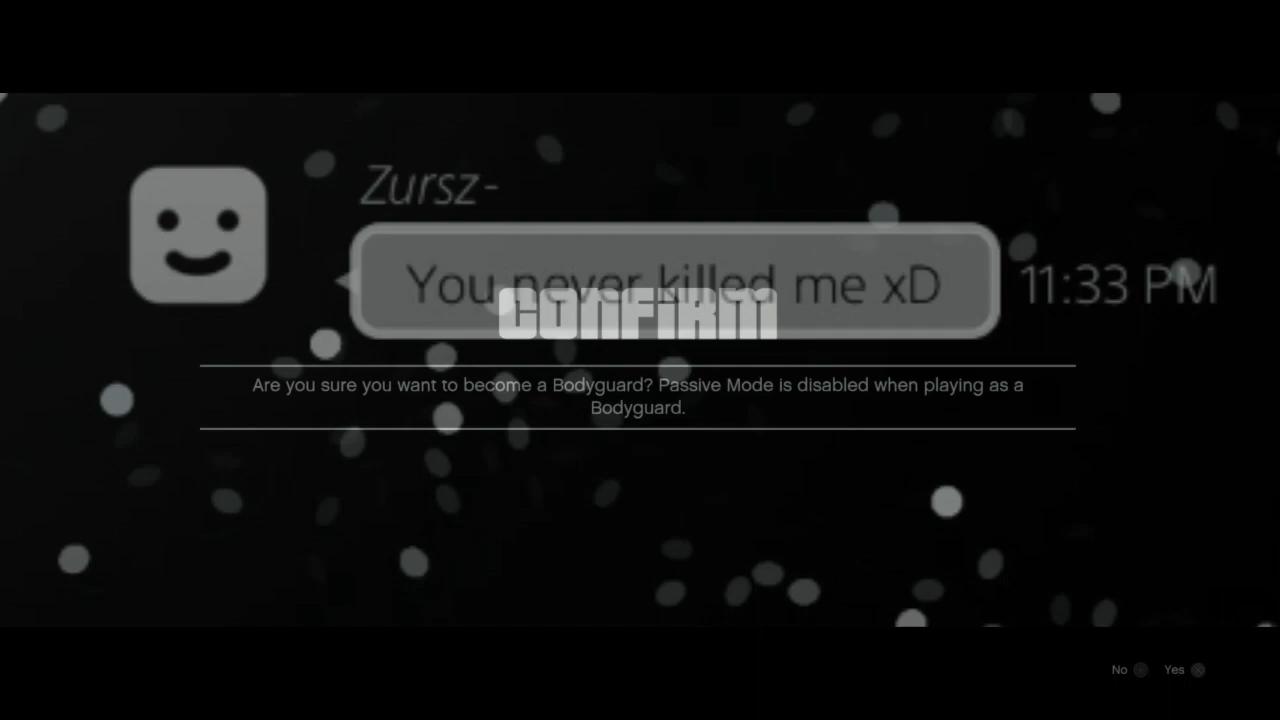 Zursz-
You never killed me xD
11:33 PM
CONFIRM
Are you sure you want to become a Bodyguard? Passive Mode is disabled when playing as a
Bodyguard.
No Yes